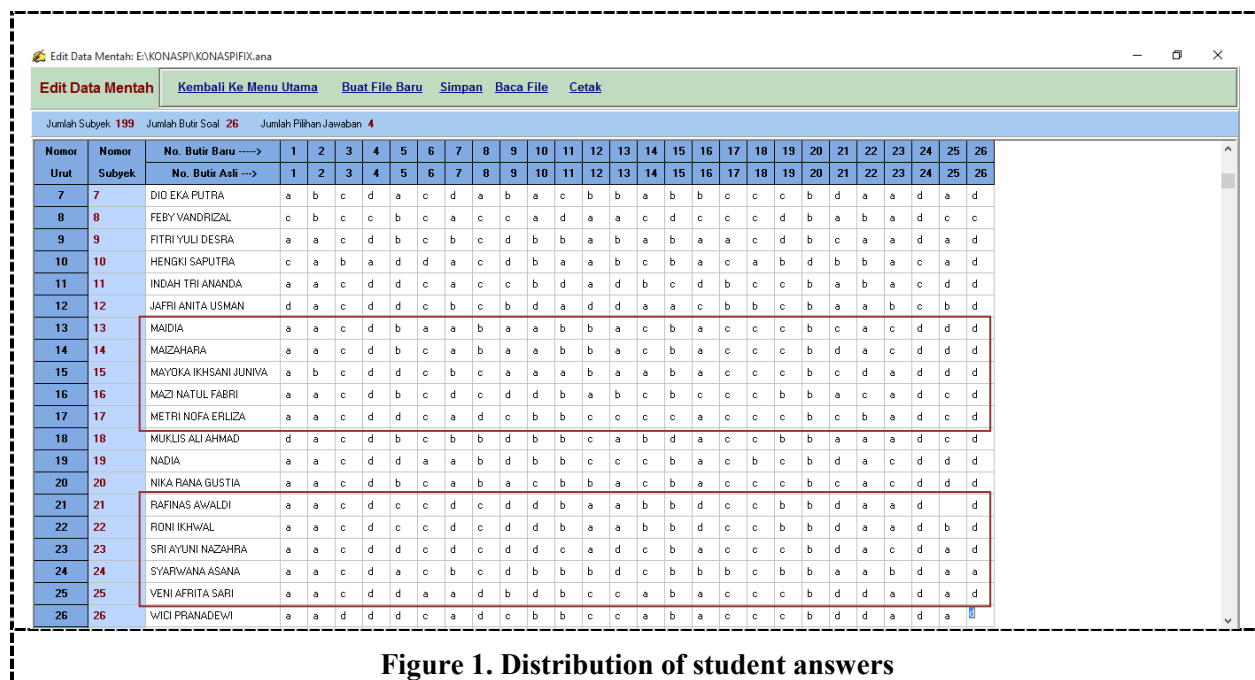 Edit Data Mentah: E:\KONASPI\KONASPIFIX.ana
Edit Data Mentah Kembali Ke Menu Utama Buat File Baru Simpan Baca File Cetak
Jumlah Subyek 199 Jumlah Butir Soal 26 Jumlah Pilihan Jawaban 4
Nomor Nomor No. Butir Baru -----> 1 2 3 4 5 6 7 8 9 10 11 12 13 14 15 16 17 18 19 20 21 22 23 24 25 26
Urut Subyek No. Butir Asli ---> 1 2 3 4 5 6 7 8 9 10 11 12 13 14 15 16 17 18 19 20 21 22 23 24 25 26
7 7 DIO EKA PUTRA a b c d a c d a b a c b b a b b c c c b d a a d a d
8 8 FEBY VANDRIZAL c b c c b c a c c a d a a c d c c c d b a b a d c c
9 9 FITRI YULI DESRA a a c d b c b c d b b a b a b a a c d b c a a d a d
10 10 HENGKI SAPUTRA c a b a d d a c d b a a b c b a c a b d b b a c a d
11 11 INDAH TRI ANANDA a a c d d c a c c b d a d b c d b c c b a b a c d d
12 12 JAFRI ANITA USMAN d a c d d c b c b d a d d a a c b b c b a a b c b d
13 13 MAIDIA a a c d b a a b a a b b a c b a c c c b c a c d d d
14 14 MAIZAHARA a a c d b c a b a a b b a c b a c c c b d a c d d d
15 15 MAYOKA IKHSANI JUNIVA a b c d d c b c a a a b a a b a c c c b c d a d d d
16 16 MAZI NATUL FABRI a a c d b c d c d d b a b c b c c c b b a c a d c d
17 17 METRI NOFA ERLIZA a a c d d c a d c b b c c c c a c c c b c b a d c d
18 18 MUKLIS ALI AHMAD d a c d b c b b d b b c a b d a c c b b a a a d c d
19 19 NADIA a a c d d a a b d b b c c c b a c b c b d a c d d d
20 20 NIKA RANA GUSTIA a a c d b c a b a c b b a c b a c c c b c a c d d d
21 21 RAFINAS AWALDI a a c d c c d c d d b a a b b d c c b b d a a d d
22 22 RONI IKHWAL a a c d c c d c d d b a a b b d c c b b d a a d b d
23 23 SRI AYUNI NAZAHRA a a c d d c d c d d c a d c b a c c c b d a c d a d
24 24 SYARWANA ASANA a a c d a c b c d b b b d c b b b c b b a a b d a a
25 25 VENI AFRITA SARI a a c d d a a d b d b c c a b a c c c b d d a d a d
26 26 WICI PRANADEWI a a d d d c a d c b b c c a b a c c c b d d a d a d
Figure 1. Distribution of student answers